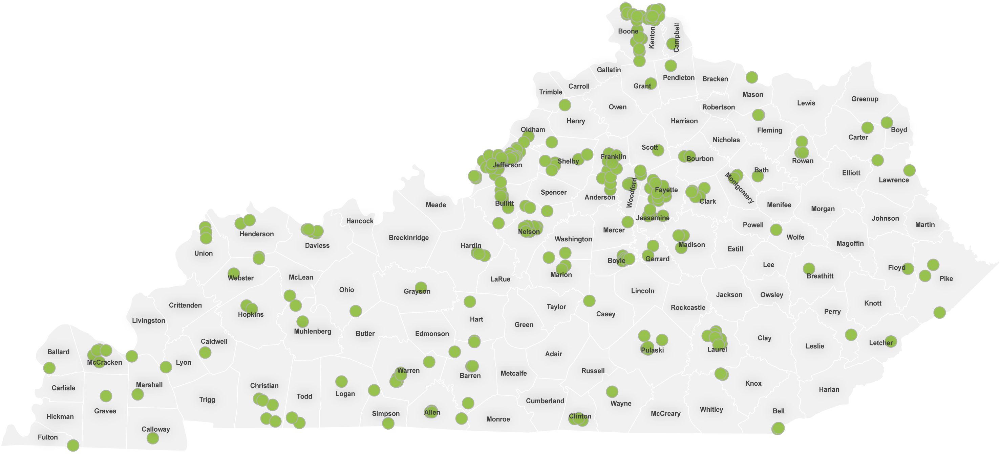 Boone
Kenton
Campbell
Gallatin
Pendleton
Bracken
Carroll
Grant
Trimble
Mason
Greenup
Lewis
Owen
Robertson
Henry
Harrison
Oldham
Fleming
Boyd
Carter
Nicholas
Scott
Franklin
Bourbon
Shelby
Rowan
Jefferson
Bath
Elliott
Lawrence
Montgomery
Woodford
Fayette
Spencer
Anderson
Clark
Bullitt
Meade
Menifee
Morgan
Jessamine
Johnson
Hancock
Powell
Martin
Mercer
Nelson
Henderson
Wolfe
Breckinridge
Washington
Magoffin
Daviess
Hardin
Madison
Estill
Union
Garrard
Boyle
Lee
Floyd
Marion
Breathitt
McLean
Webster
LaRue
Pike
Ohio
Grayson
Lincoln
Jackson
Owsley
Knott
Crittenden
Taylor
Rockcastle
Perry
Hopkins
Casey
Hart
Livingston
Green
Muhlenberg
Butler
Edmonson
Clay
Caldwell
Letcher
Leslie
Laurel
Pulaski
Ballard
Adair
McCracken
Lyon
Warren
Russell
Metcalfe
Barren
Knox
Marshall
Christian
Carlisle
Harlan
Logan
Todd
Trigg
Cumberland
Wayne
Whitley
Graves
Bell
Allen
Simpson
McCreary
Clinton
Hickman
Monroe
Calloway
Fulton